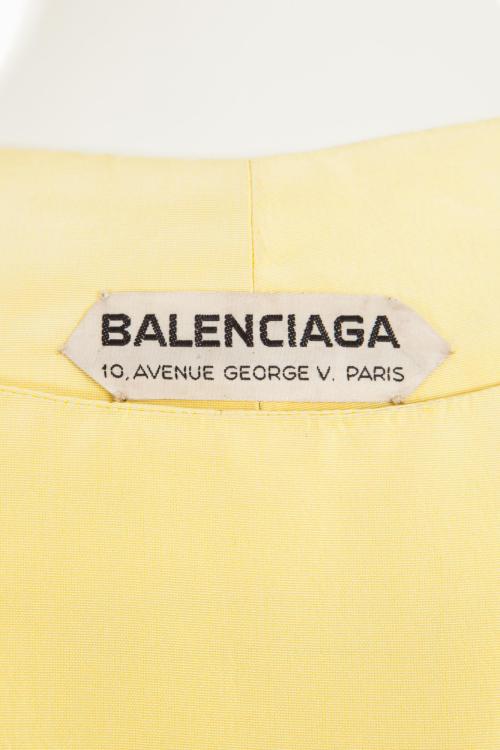 BALENCIAGA
10, AVENUE GEORGE V. PARIS